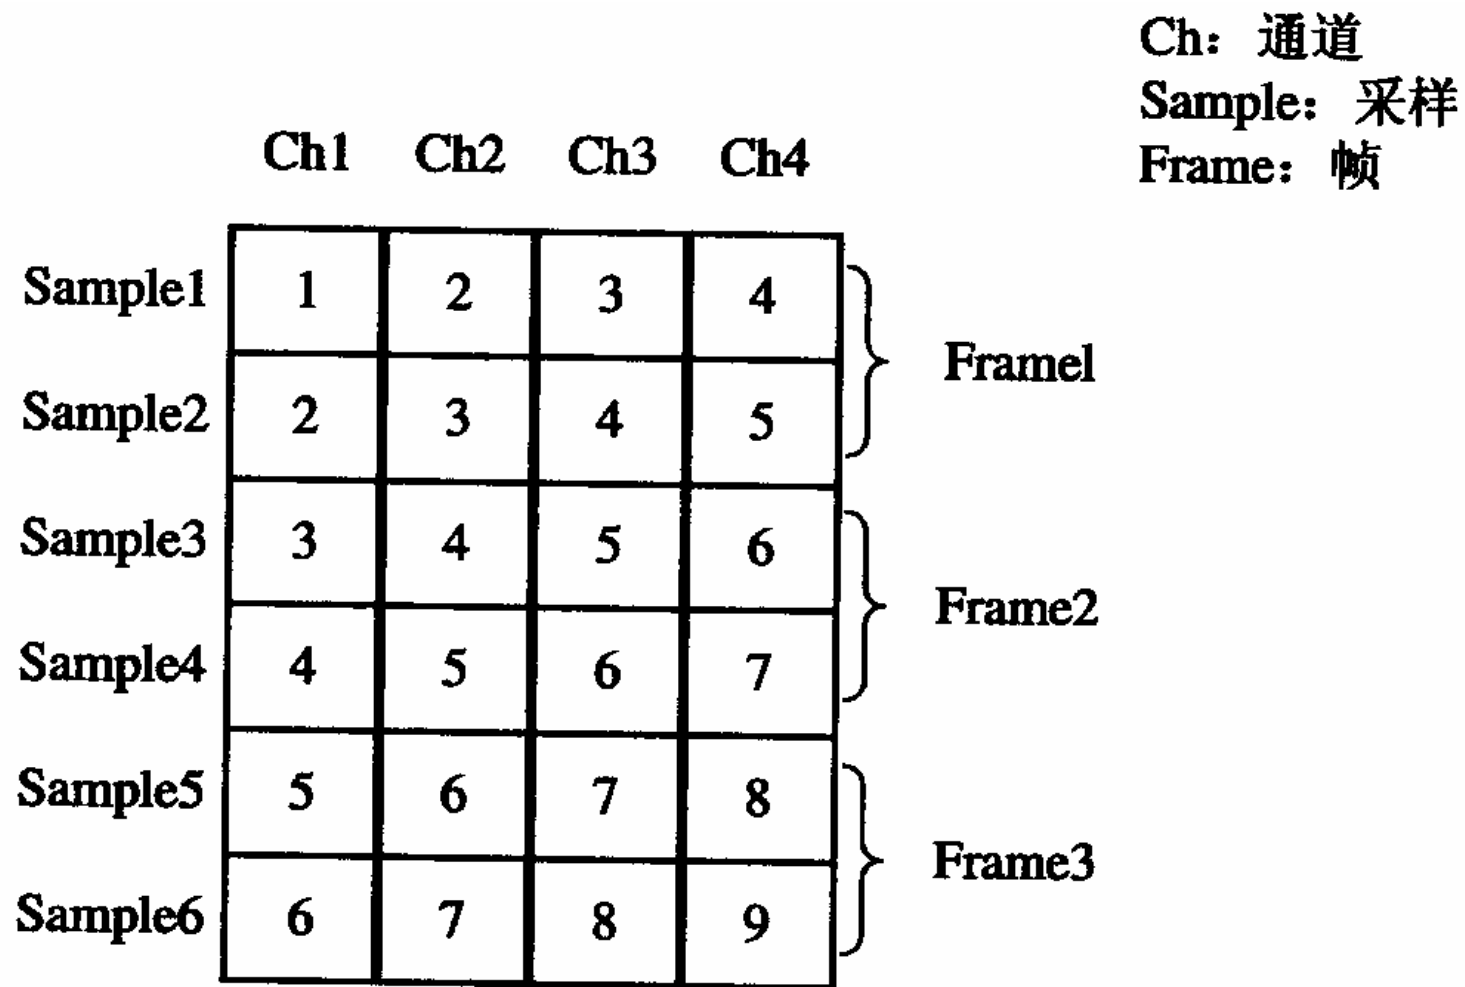 Ch：通道
Sample：采样
Frame：帧
Ch1 Ch2 Ch3 Ch4
Sample1 1 2 3 4
Framel
Sample2 2 3 4 5
Sample3 3 4 5 6
Frame2
Sample4 4 5 6 7
Sample5 5 6 7 8
Frame3
Sample6 6 7 8 9